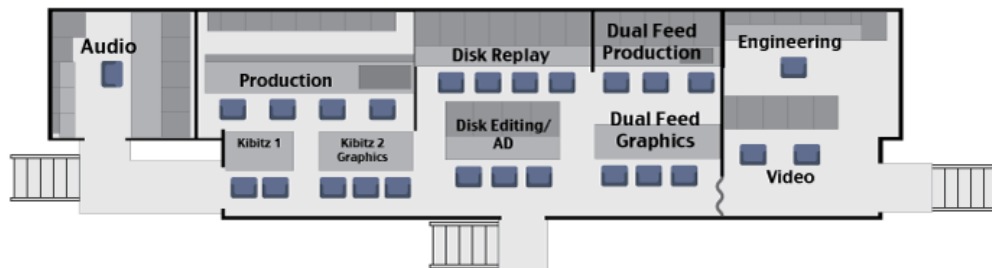 Audio
Production
Kibitz 1
Kibitz 2
Graphics
Disk Replay
Disk Editing/
AD
Dual Feed
Production
Dual Feed
Graphics
Engineering
Video